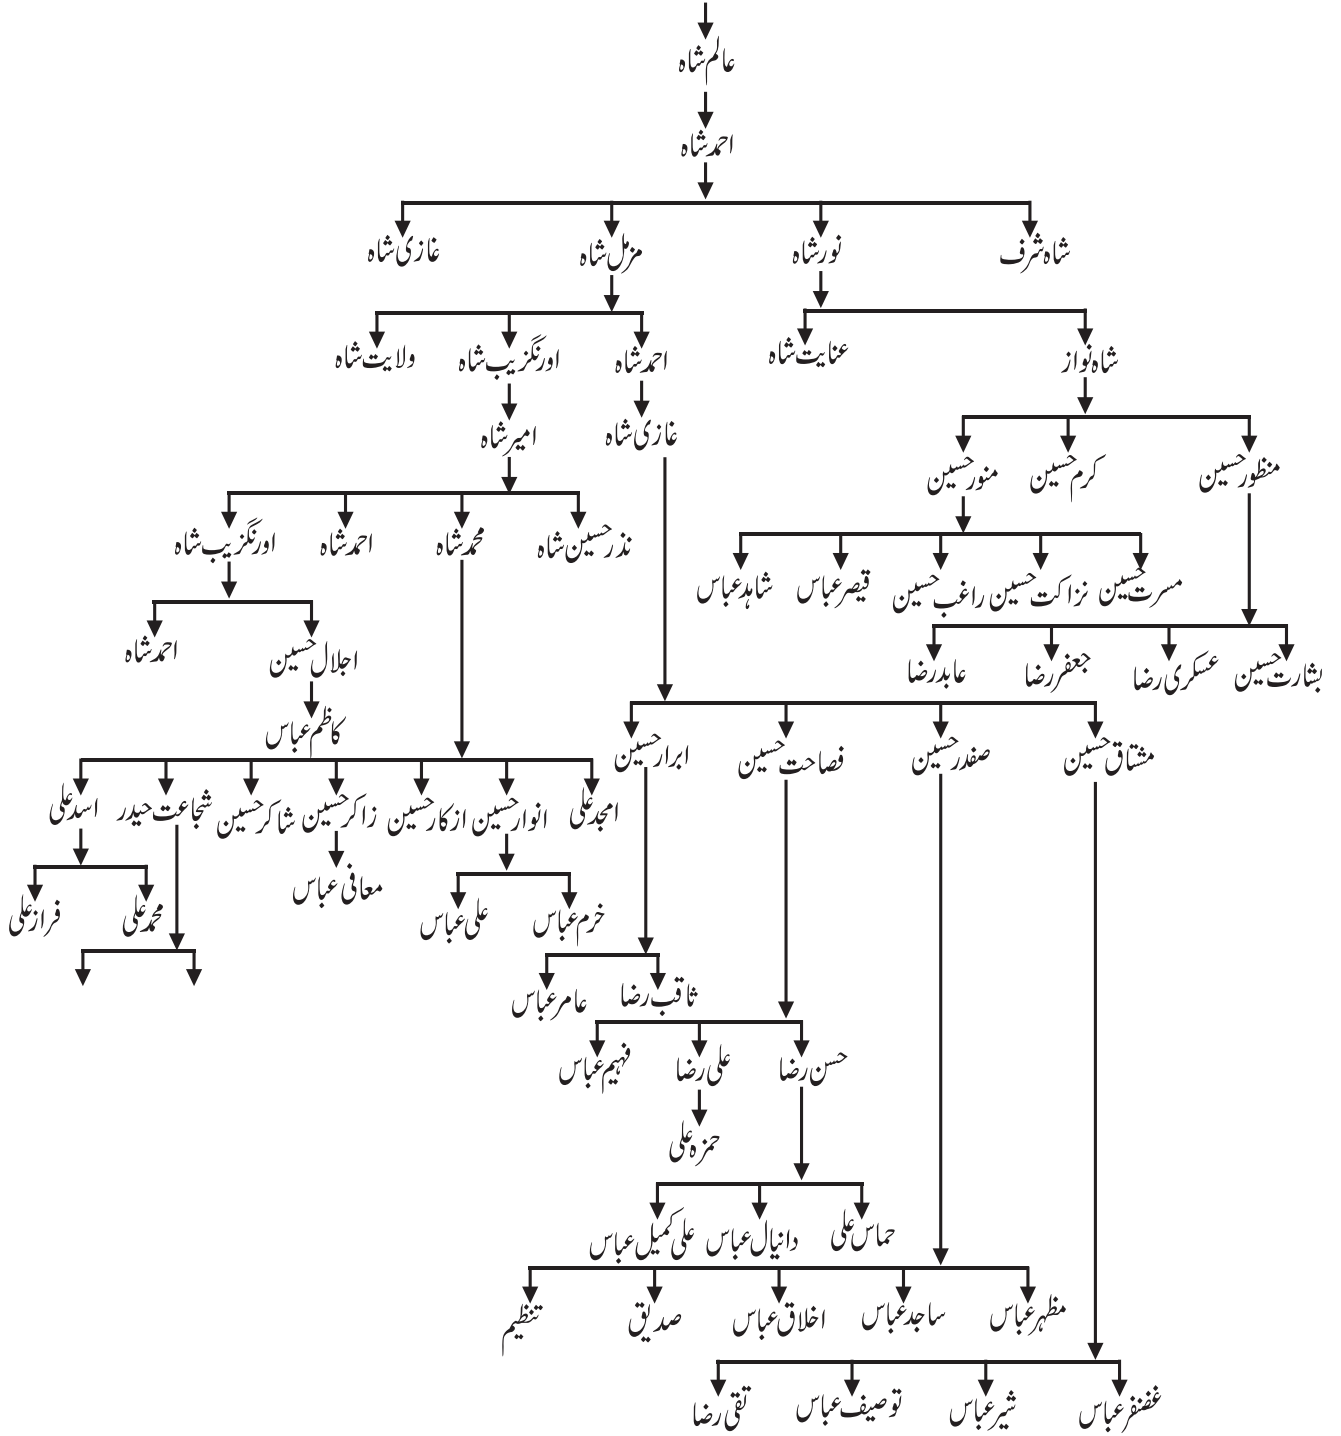 عالم شاہ
احمد شاہ
شاہ شرف نور شاہ مزمل شاہ غازی شاہ
شاہ نواز عنایت شاہ احمد شاہ اورنگزیب شاہ ولایت شاہ
غازی شاہ امیر شاہ
منظور حسین کرم حسین منور حسین
نذر حسین شاہ محمد شاہ احمد شاہ اورنگزیب شاہ
مسرت حسین نزاکت حسین راغب حسین قیصر عباس شاہد عباس
اجلال حسین احمد شاہ
بشارت حسین عسکری رضا جعفر رضا عابد رضا
کاظم عباس
مشتاق حسین صفدر حسین فصاحت حسین ابرار حسین
امجد علی انوار حسین ازکار حسین زاکر حسین شاکر حسین شجاعت حیدر اسد علی
معافی عباس
خرم عباس علی عباس محمد علی فراز علی
ثاقب رضا عامر عباس
حسن رضا علی رضا فہیم عباس
حمزہ علی
حماس علی دانیال عباس علی کمیل عباس
مظہر عباس ساجد عباس اخلاق عباس صدیق تنظیم
غضنفر عباس شبر عباس توصیف عباس تقی رضا